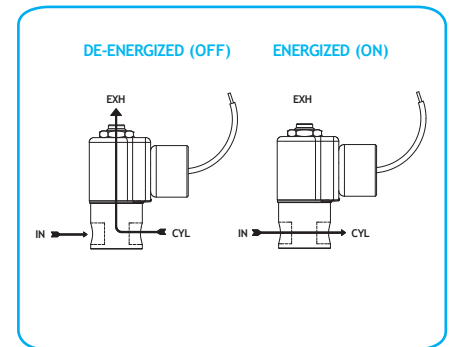 DE-ENERGIZED (OFF) ENERGIZED (ON)
EXH EXH
IN CYL IN CYL